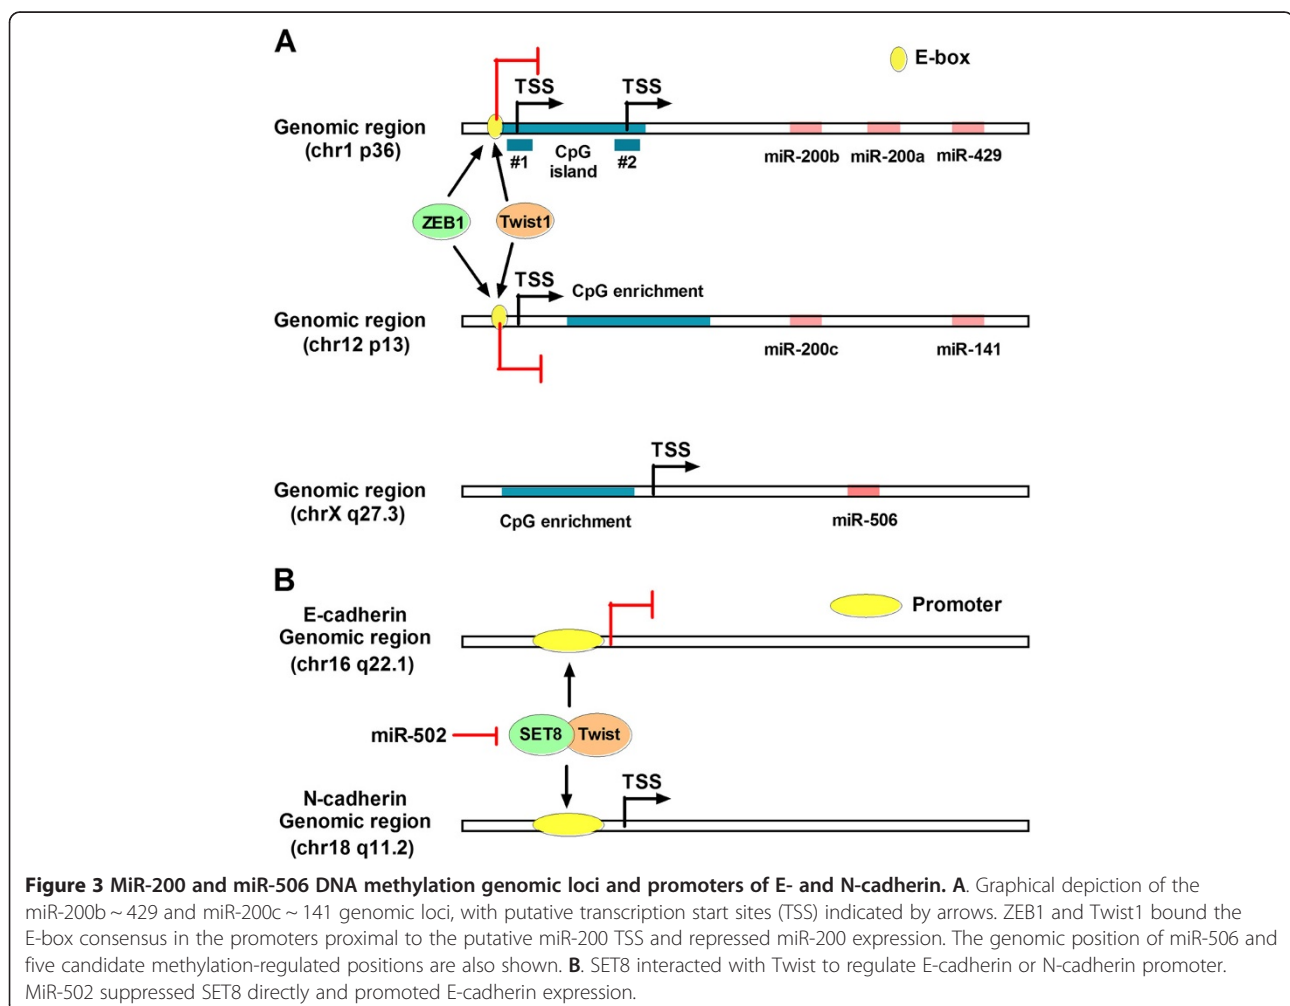 A
E-box
TSS
TSS
Genomic region
(chr1 p36)
#1
CpG
island
#2
miR-200b
miR-200a
miR-429
ZEB1
Twist1
TSS
CpG enrichment
Genomic region
(chr12 p13)
miR-200c
miR-141
TSS
Genomic region
(chrX q27.3)
CpG enrichment
miR-506
B
E-cadherin
Genomic region
(chr16 q22.1)
Promoter
miR-502
SET8
Twist
TSS
N-cadherin
Genomic region
(chr18 q11.2)
Figure 3 MiR-200 and miR-506 DNA methylation genomic loci and promoters of E- and N-cadherin. A. Graphical depiction of the
miR-200b ~ 429 and miR-200c ~ 141 genomic loci, with putative transcription start sites (TSS) indicated by arrows. ZEB1 and Twist1 bound the
E-box consensus in the promoters proximal to the putative miR-200 TSS and repressed miR-200 expression. The genomic position of miR-506 and
five candidate methylation-regulated positions are also shown. B. SET8 interacted with Twist to regulate E-cadherin or N-cadherin promoter.
MiR-502 suppressed SET8 directly and promoted E-cadherin expression.